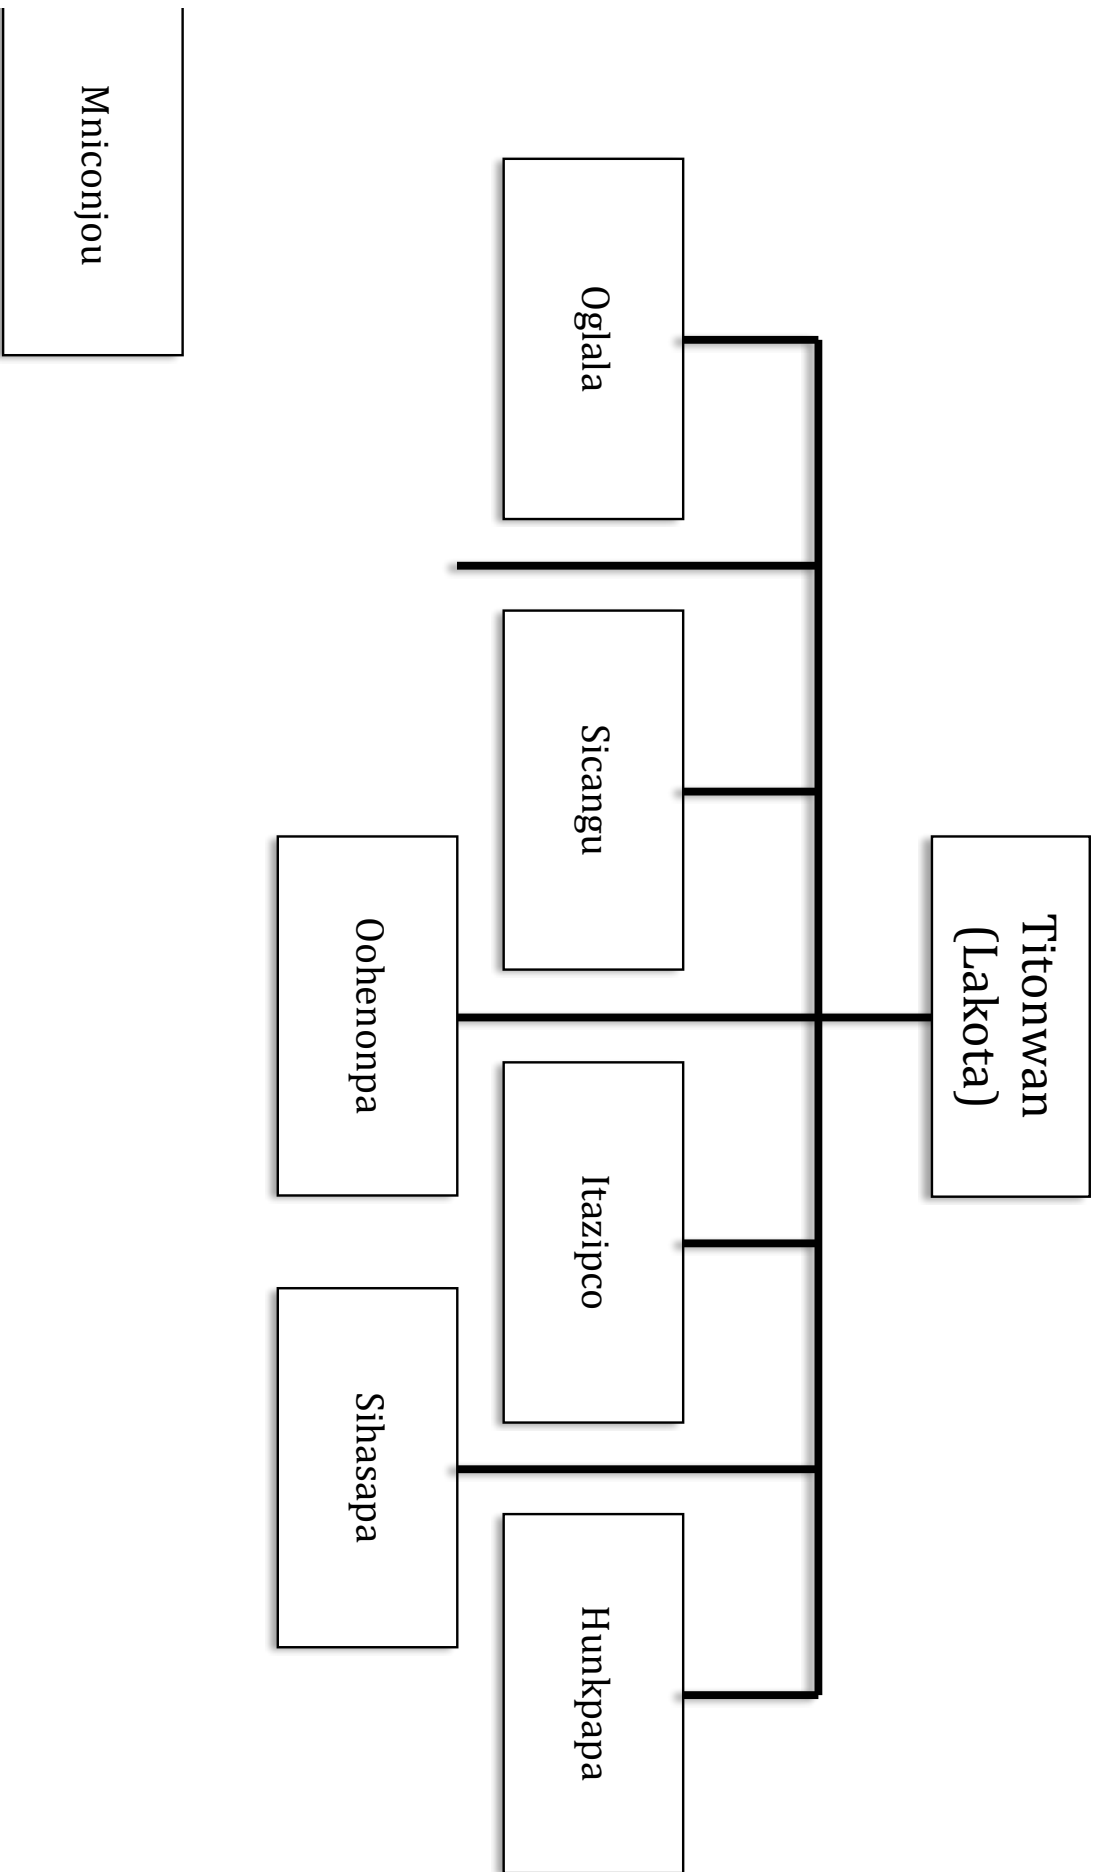 Titonwan
(Lakota)
Oglala
Sicangu
Itazipco
Hunkpapa
Oohenonpa
Sihasapa
Mniconjou